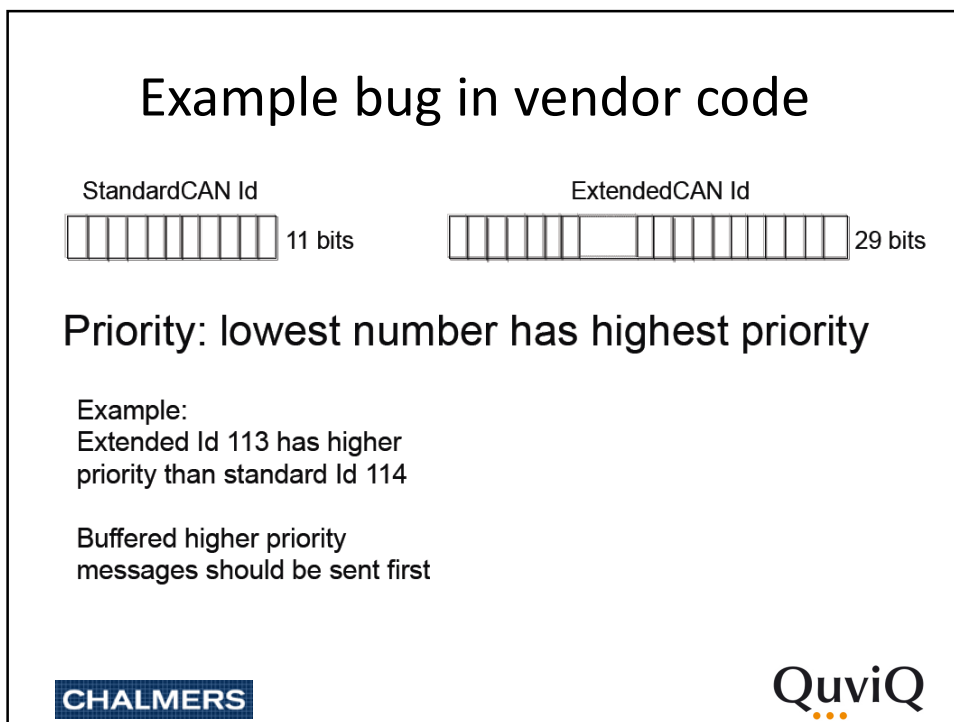 Example bug in vendor code
StandardCAN Id
ExtendedCAN Id
11 bits
29 bits
Priority: lowest number has highest priority
Example:
Extended Id 113 has higher
priority than standard Id 114
Buffered higher priority
messages should be sent first
CHALMERS
QuviQ